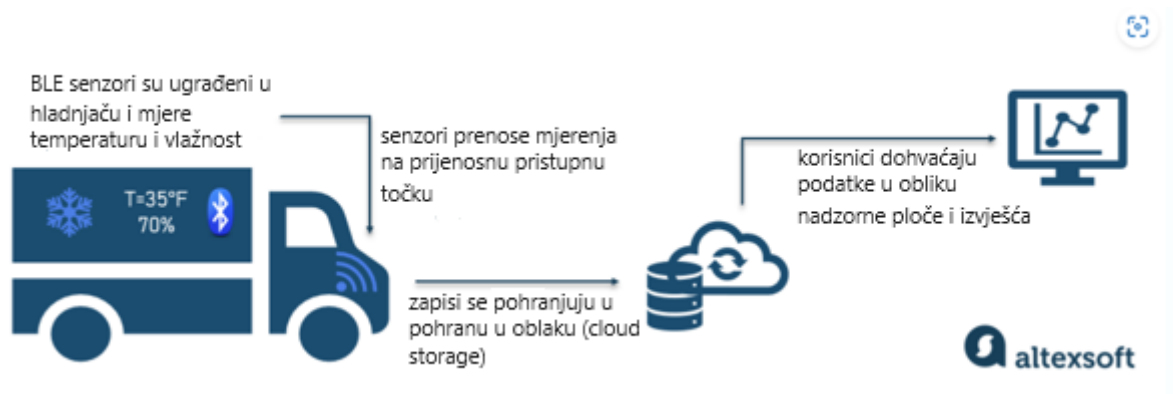 BLE senzori su ugrađeni u
hladnjaču i mjere
temperaturu i vlažnost
T=35°F
70%
senzori prenose mjerenja
na prijenosnu pristupnu
točku
zapisi se pohranjuju u
pohranu u oblaku (cloud
storage)
korisnici dohvaćaju
podatke u obliku
nadzorne ploče i izvješća
altexsoft